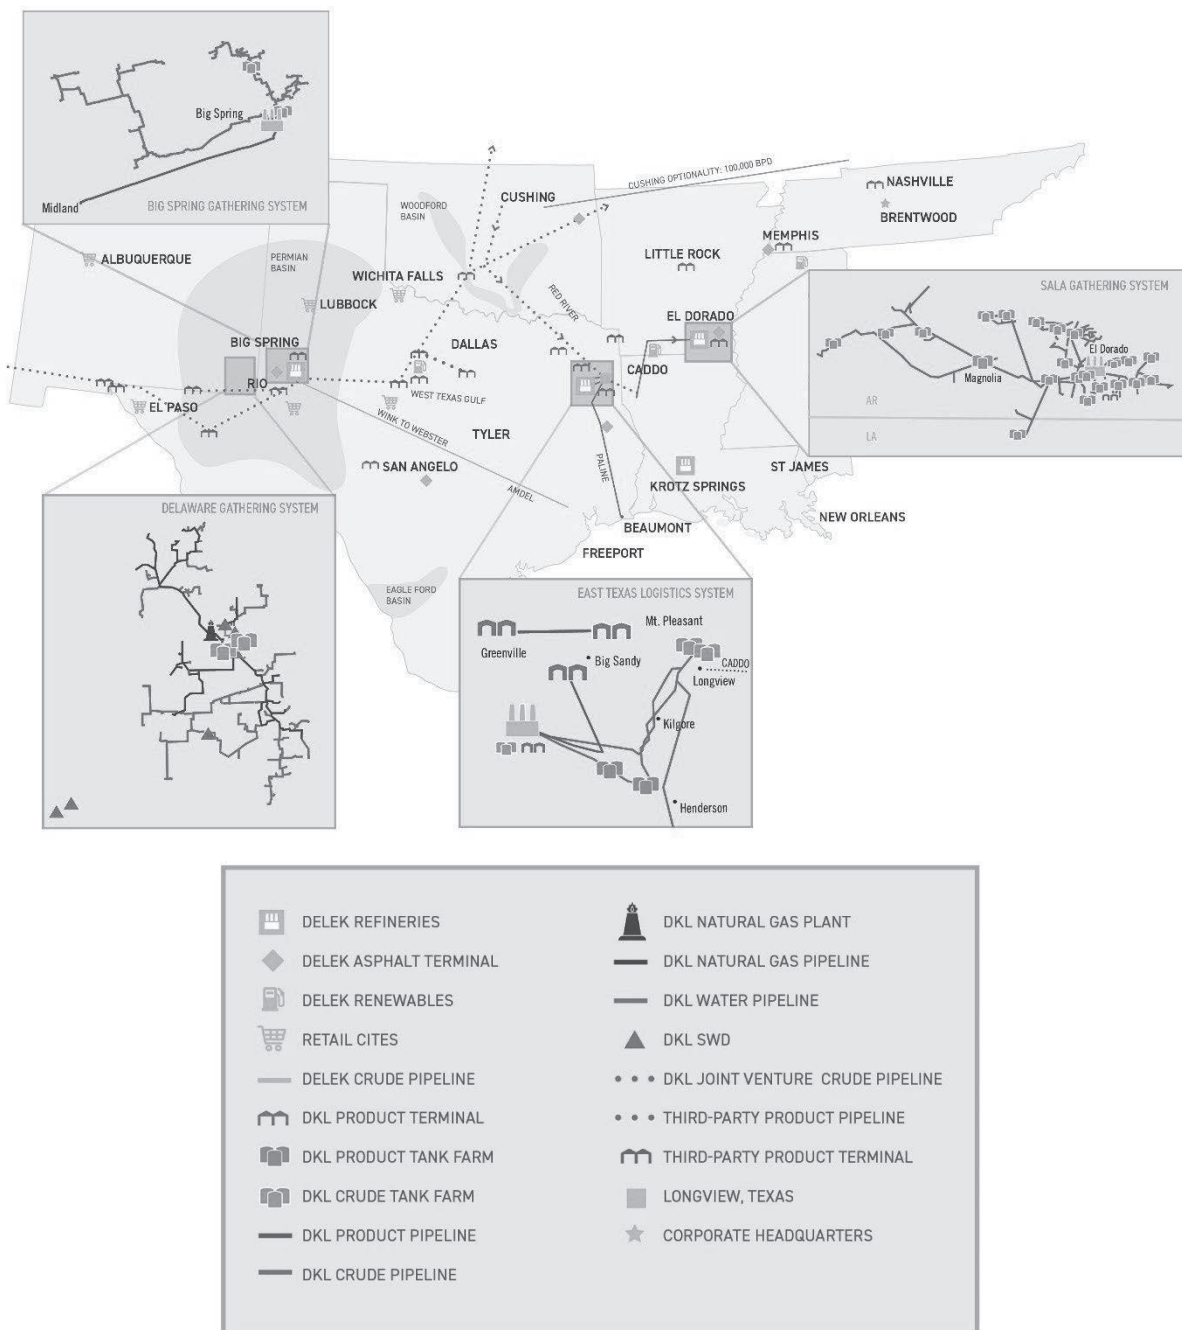 Big Spring
Midland
BIG SPRING GATHERING SYSTEM
CUSHING OPTIONALITY: 100,000 BPD
NASHVILLE
BRENTWOOD
WOODFORD
BASIN
CUSHING
MEMPHIS
ALBUQUERQUE
PERMIAN
BASIN
LITTLE ROCK
WICHITA FALLS
LUBBOCK
RED RIVER
EL DORADO
SALA GATHERING SYSTEM
El Dorado
Magnolia
AR
LA
BIG SPRING
DALLAS
CADDO
RIO
EL PASO
WEST TEXAS GULF
WINK TO WEBSTER
TYLER
PALINE
SAN ANGELO
AMDEL
ST JAMES
KROTZ SPRINGS
NEW ORLEANS
BEAUMONT
FREEPORT
DELAWARE GATHERING SYSTEM
EAGLE FORD
BASIN
EAST TEXAS LOGISTICS SYSTEM
Mt. Pleasant
Greenville
Big Sandy
CADDO
Longview
Kilgore
Henderson
DELEK REFINERIES
DELEK ASPHALT TERMINAL
DELEK RENEWABLES
RETAIL CITES
DELEK CRUDE PIPELINE
DKL PRODUCT TERMINAL
DKL PRODUCT TANK FARM
DKL CRUDE TANK FARM
DKL PRODUCT PIPELINE
DKL CRUDE PIPELINE
DKL NATURAL GAS PLANT
DKL NATURAL GAS PIPELINE
DKL WATER PIPELINE
DKL SWD
DKL JOINT VENTURE CRUDE PIPELINE
THIRD-PARTY PRODUCT PIPELINE
THIRD-PARTY PRODUCT TERMINAL
LONGVIEW, TEXAS
CORPORATE HEADQUARTERS